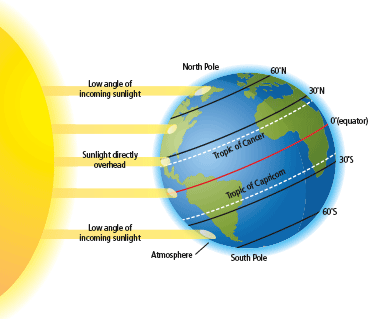 North Pole
60°N
Low angle of
incoming sunlight
30°N
0°(equator)
Tropic of Cancer
Sunlight directly
overhead
30°S
Tropic of Capricorn
60°S
Low angle of
incoming sunlight
Atmosphere
South Pole